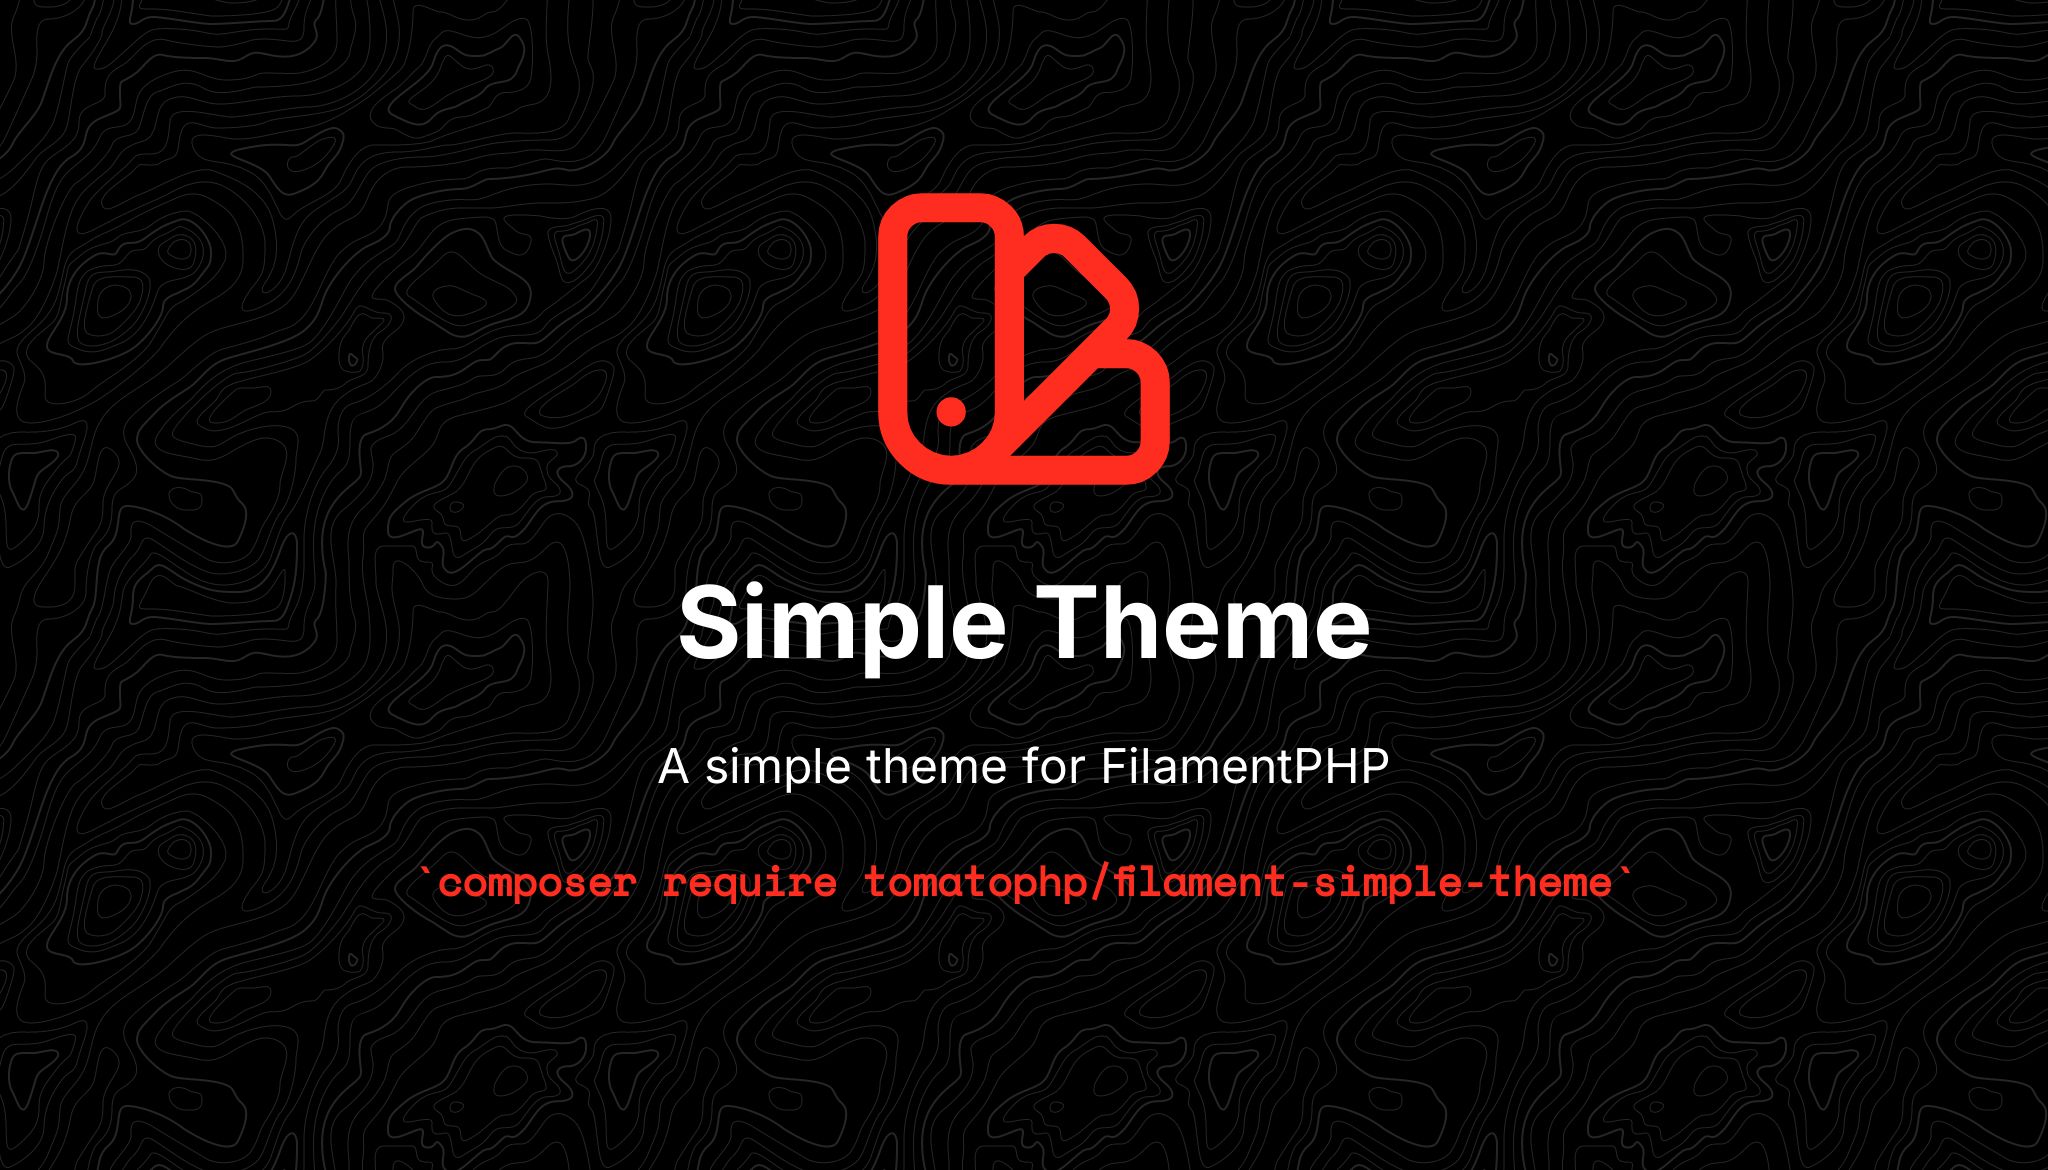 Simple Theme
A simple theme for FilamentPHP
`composer require tomatophp/filament-simple-theme`